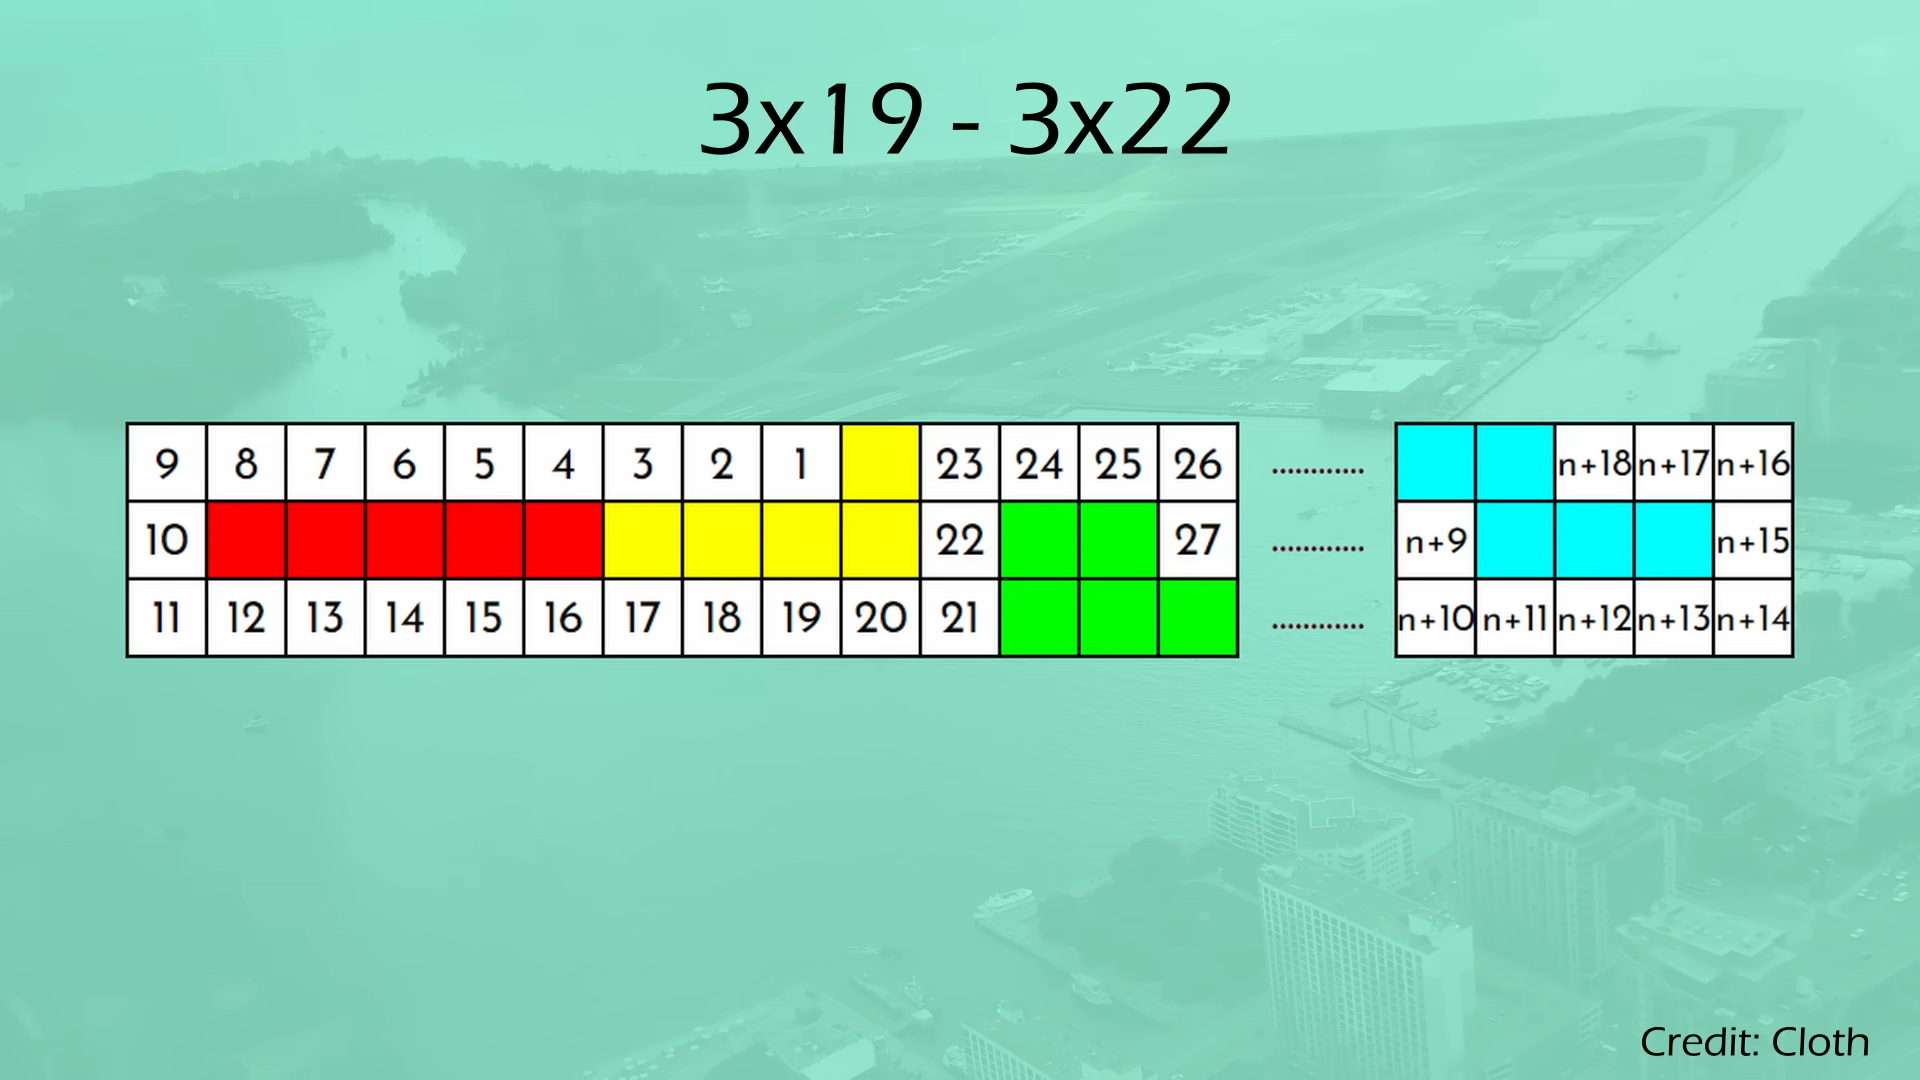 3x19 - 3x22
9 8 7 6 5 4 3 2 1 23 24 25 26 ............ n+18 n+17 n+16
10 22 27 ............ n+9 n+15
11 12 13 14 15 16 17 18 19 20 21 ............ n+10 n+11 n+12 n+13 n+14
Credit: Cloth